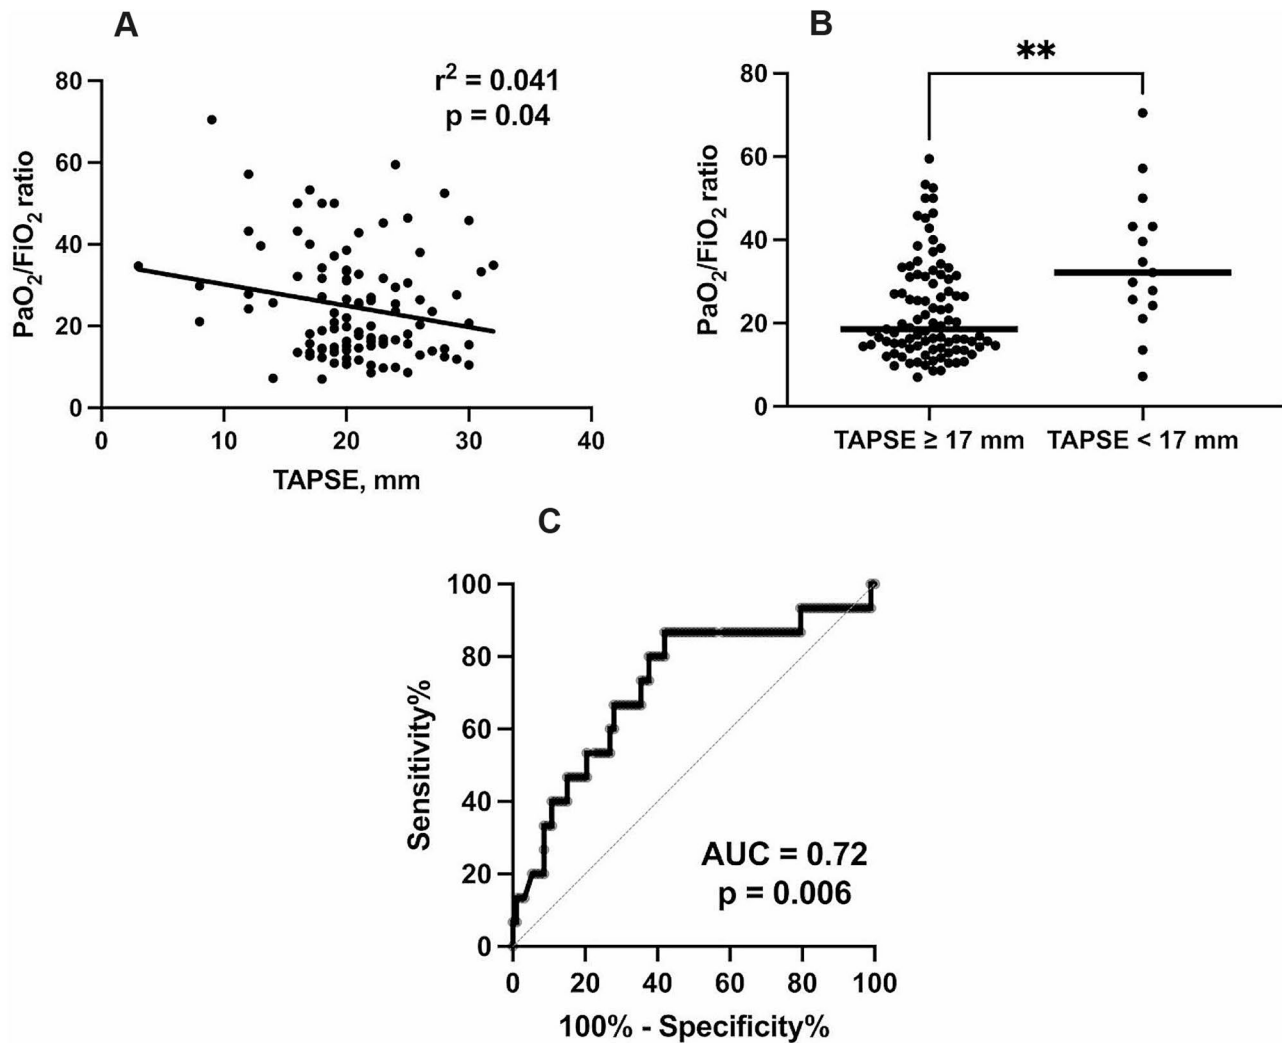 A
r² = 0.041
p = 0.04
PaO₂/FiO₂ ratio
80
60
40
20
0
0 10 20 30 40
TAPSE, mm
B
**
PaO₂/FiO₂ ratio
80
60
40
20
0
TAPSE ≥ 17 mm TAPSE < 17 mm
C
Sensitivity%
100
80
60
40
20
0
AUC = 0.72
p = 0.006
0 20 40 60 80 100
100% - Specificity%